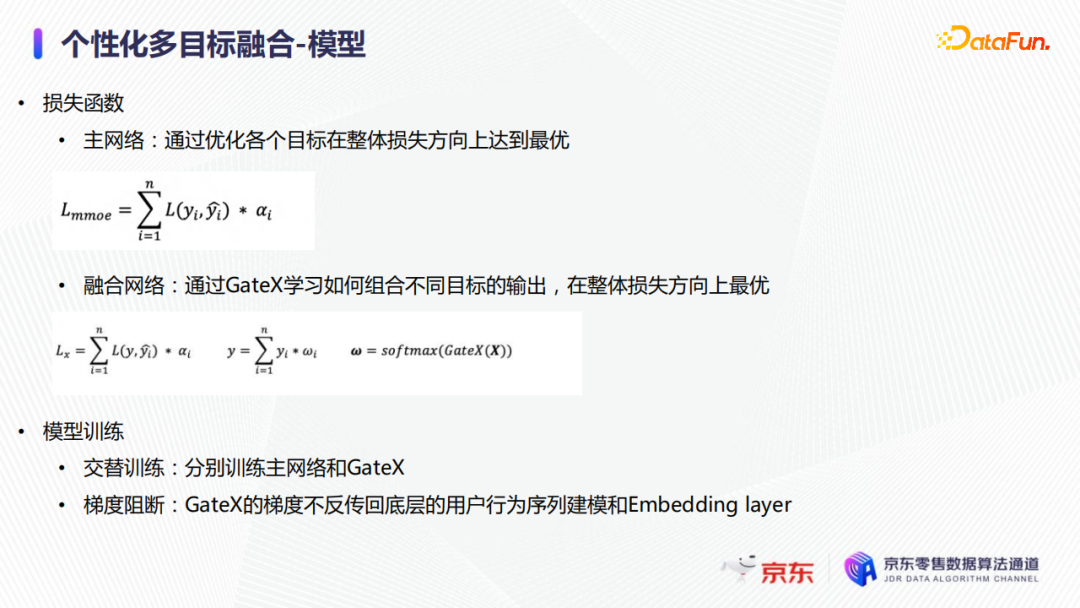 个性化多目标融合-模型
DataFun.
• 损失函数
• 主网络：通过优化各个目标在整体损失方向上达到最优
L_{mmoe} = \sum_{i=1}^{n} L(y_i, \hat{y_i}) * α_i
• 融合网络：通过GateX学习如何组合不同目标的输出，在整体损失方向上最优
L_x = \sum_{i=1}^{n} L(y, \hat{y_i}) * α_i    y = \sum_{i=1}^{n} y_i * ω_i    ω = softmax(GateX(X))
• 模型训练
• 交替训练：分别训练主网络和GateX
• 梯度阻断：GateX的梯度不反传回底层的用户行为序列建模和Embedding layer
京东
京东零售数据算法通道
JDR DATA ALGORITHM CHANNEL